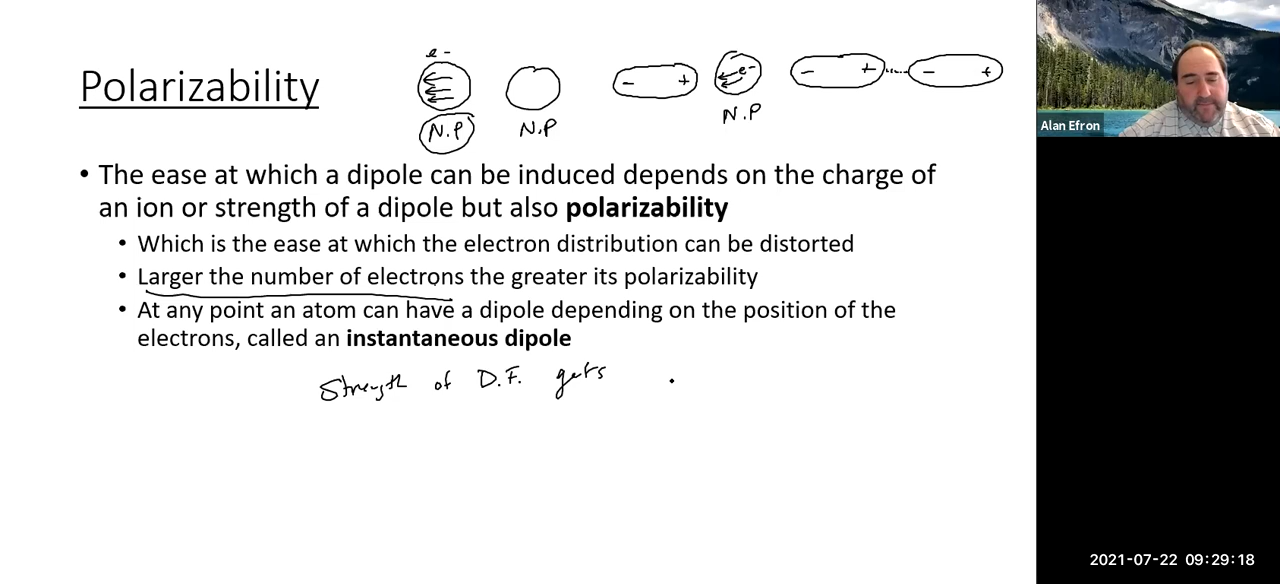 e-
Polarizability
- + e- - + - +
N.P N.P N.P
• The ease at which a dipole can be induced depends on the charge of
an ion or strength of a dipole but also polarizability
• Which is the ease at which the electron distribution can be distorted
• Larger the number of electrons the greater its polarizability
• At any point an atom can have a dipole depending on the position of the
electrons, called an instantaneous dipole
Strength of D.F. gets
Alan Efron
2021-07-22 09:29:18